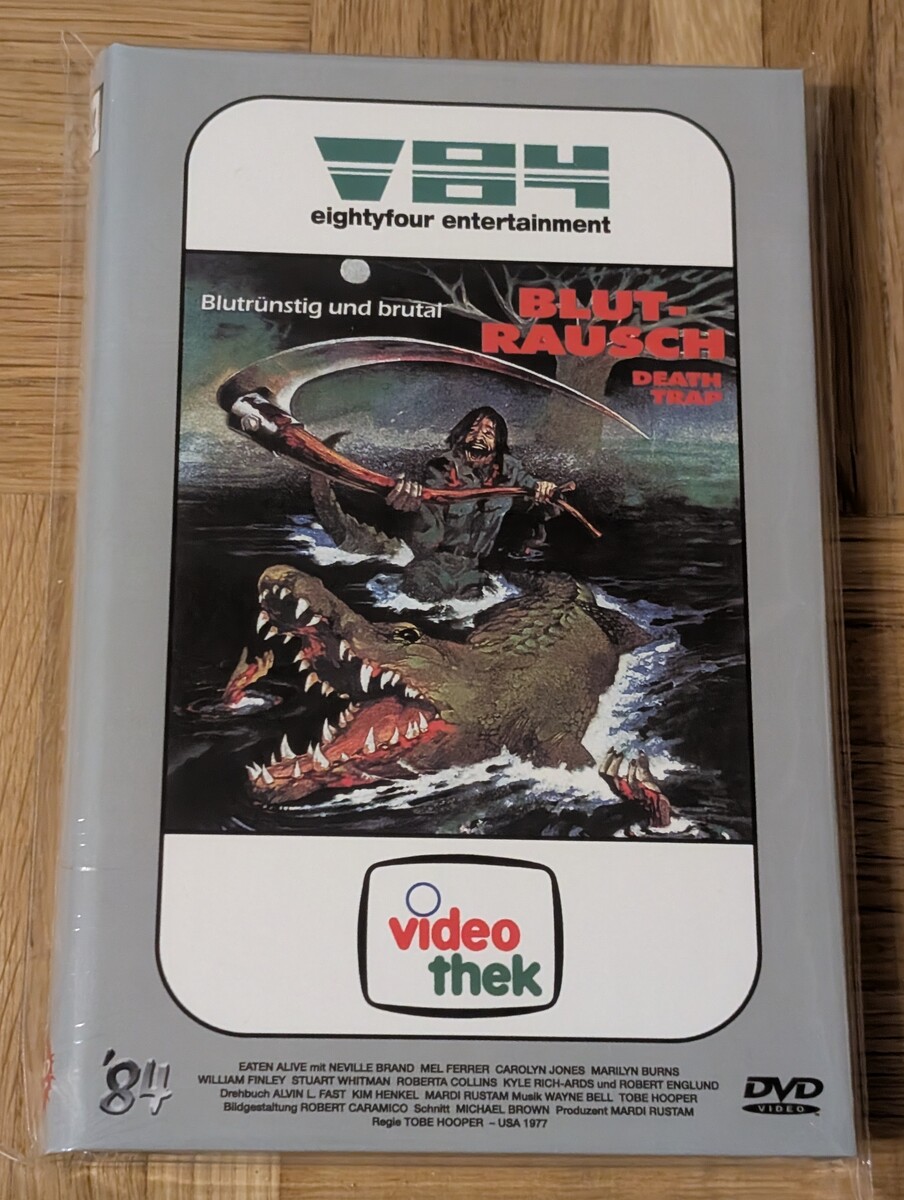 V84
eightyfour entertainment
Blutrünstig und brutal
BLUT-
RAUSCH
DEATH
TRAP
video
thek
'84
EATEN ALIVE mit NEVILLE BRAND MEL FERRER CAROLYN JONES MARILYN BURNS
WILLIAM FINLEY STUART WHITMAN ROBERTA COLLINS KYLE RICH-ARDS und ROBERT ENGLUND
Drehbuch ALVIN L. FAST KIM HENKEL MARDI RUSTAM Musik WAYNE BELL TOBE HOOPER
Bildgestaltung ROBERT CARAMICO Schnitt MICHAEL BROWN Produzent MARDI RUSTAM
Regie TOBE HOOPER ~ USA 1977
DVD
VIDEO